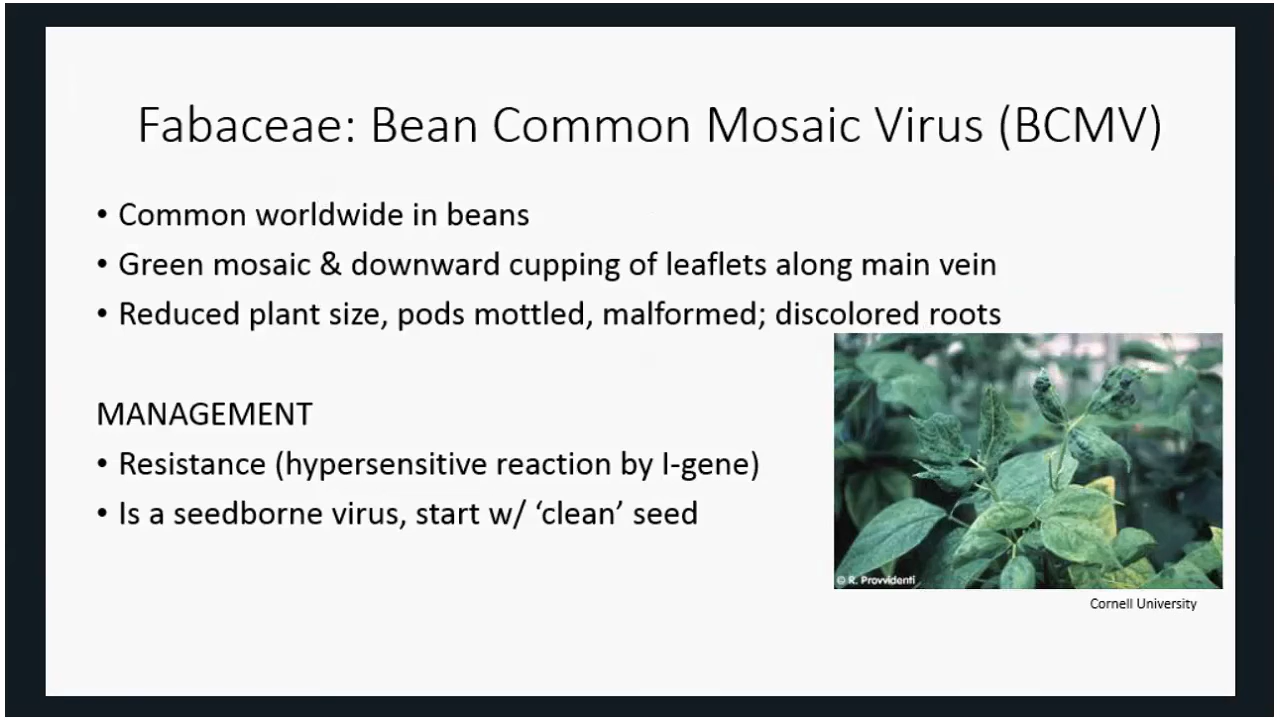 Fabaceae: Bean Common Mosaic Virus (BCMV)
• Common worldwide in beans
• Green mosaic & downward cupping of leaflets along main vein
• Reduced plant size, pods mottled, malformed; discolored roots
MANAGEMENT
• Resistance (hypersensitive reaction by I-gene)
• Is a seedborne virus, start w/ ‘clean’ seed
© R. Provvidenti
Cornell University